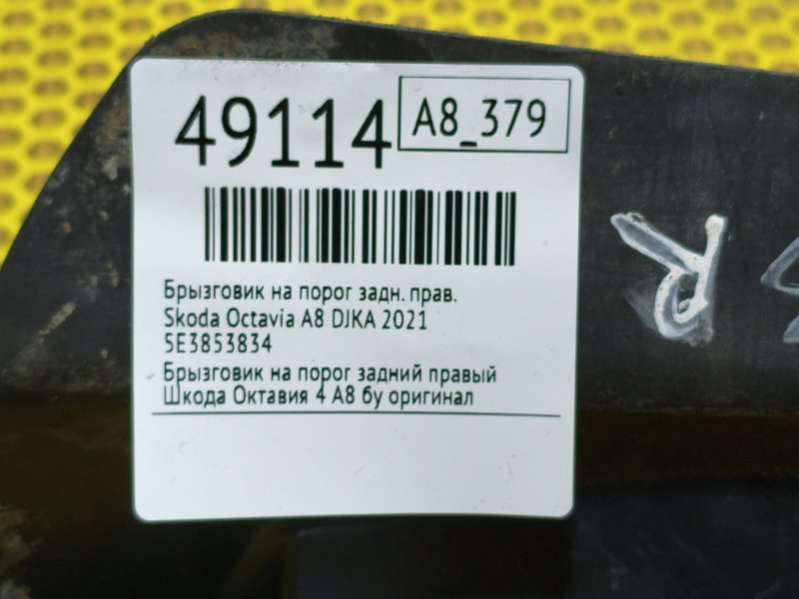 49114
A8_379
Брызговик на порог задн. прав.
Skoda Octavia A8 DJKA 2021
5E3853834
Брызговик на порог задний правый
Шкода Октавия 4 А8 бу оригинал
R